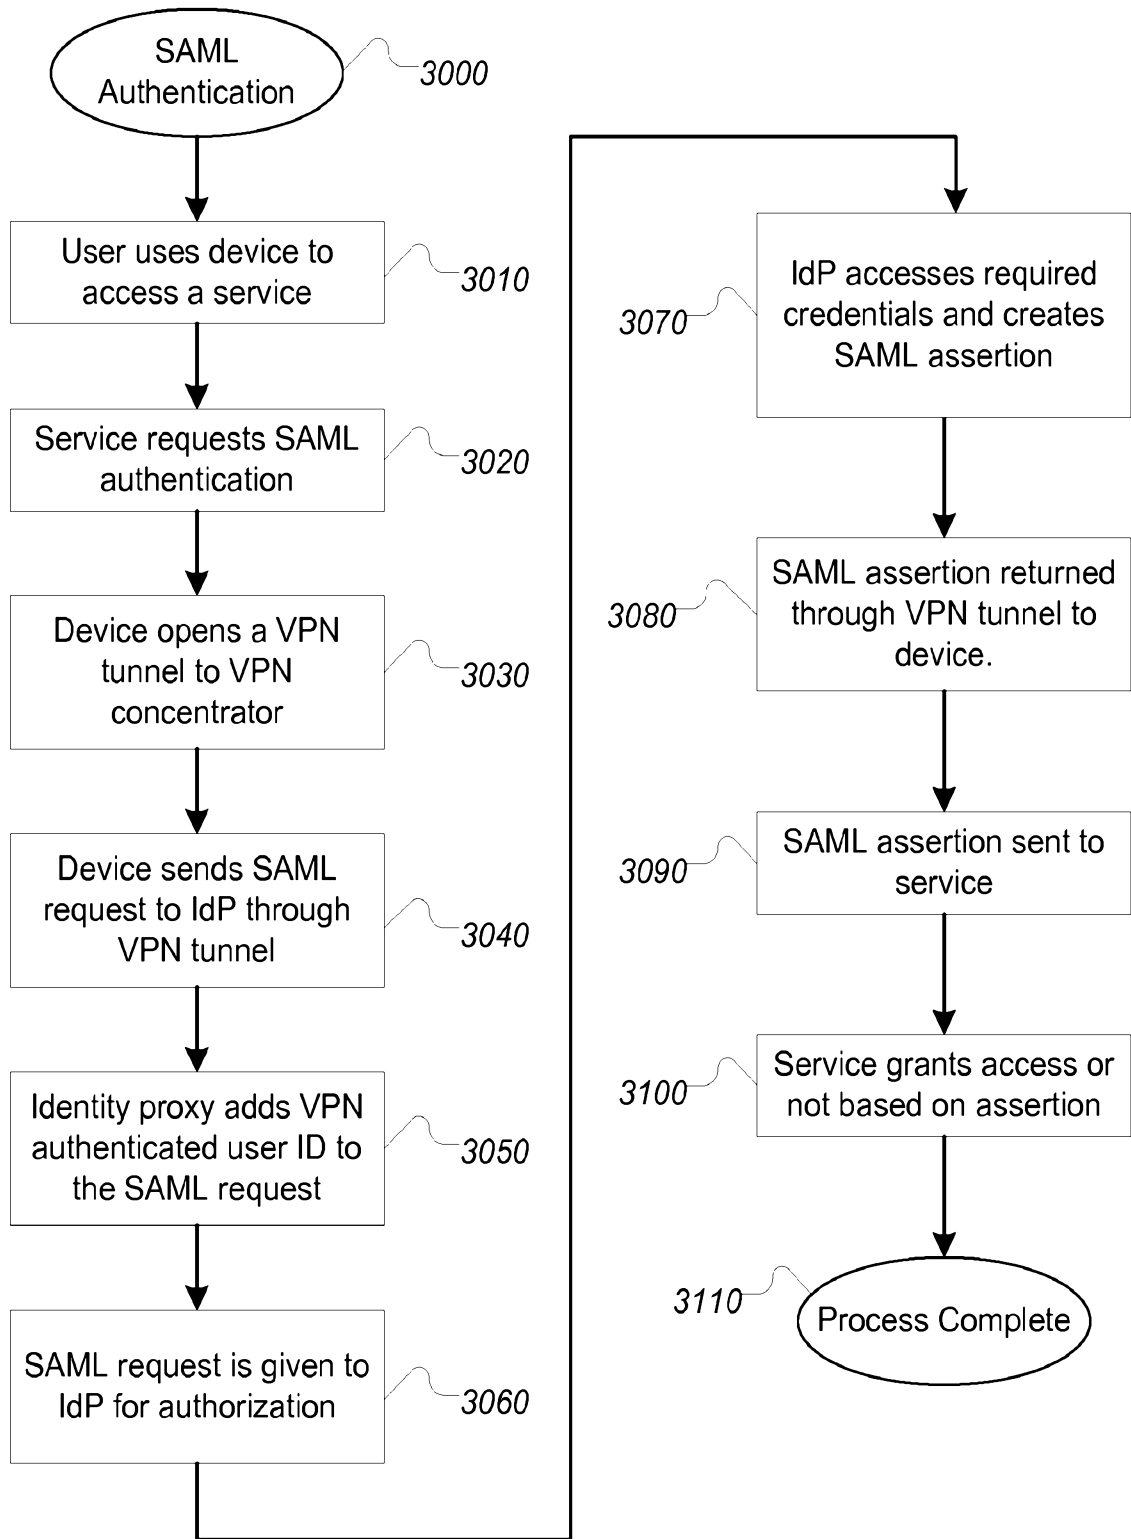 SAML
Authentication
3000
User uses device to
access a service
3010
Service requests SAML
authentication
3020
Device opens a VPN
tunnel to VPN
concentrator
3030
Device sends SAML
request to IdP through
VPN tunnel
3040
Identity proxy adds VPN
authenticated user ID to
the SAML request
3050
SAML request is given to
IdP for authorization
3060
IdP accesses required
credentials and creates
SAML assertion
3070
SAML assertion returned
through VPN tunnel to
device.
3080
SAML assertion sent to
service
3090
Service grants access or
not based on assertion
3100
Process Complete
3110